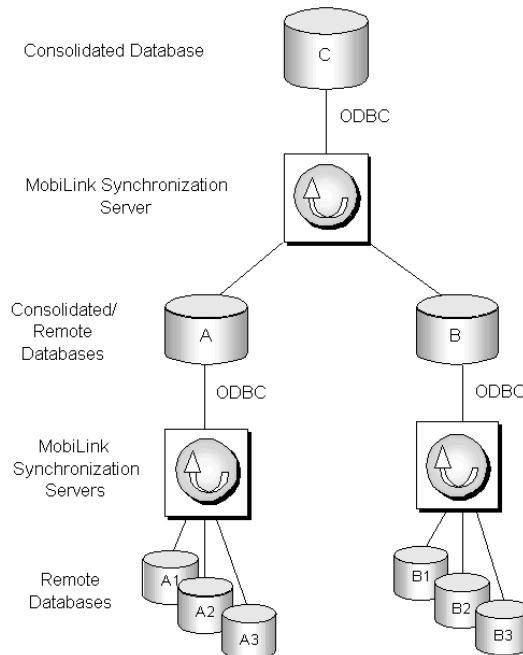 C
Consolidated Database
ODBC
MobiLink Synchronization
Server
Consolidated/
Remote
Databases
A
B
ODBC
ODBC
MobiLink
Synchronization
Servers
Remote
Databases
A1
A2
A3
B1
B2
B3